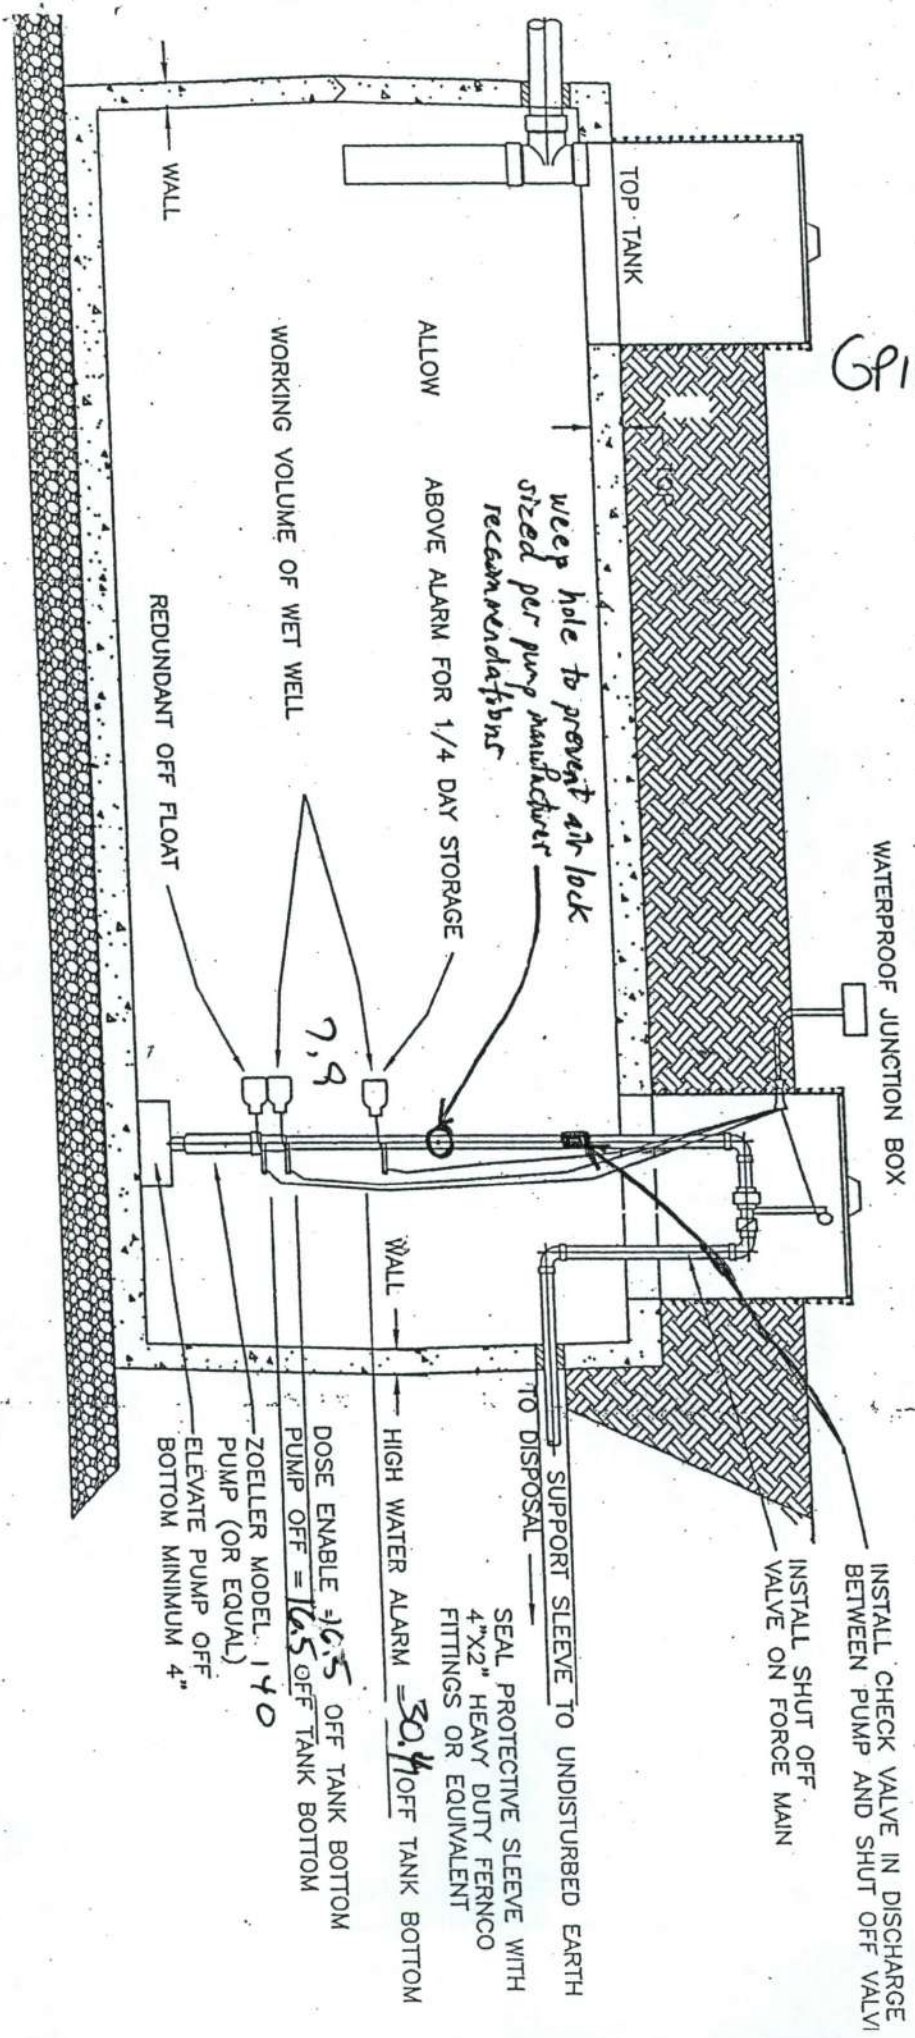 GP1
TOP TANK
TOP
WATERPROOF JUNCTION BOX
INSTALL CHECK VALVE IN DISCHARGE
BETWEEN PUMP AND SHUT OFF VALV
INSTALL SHUT OFF
VALVE ON FORCE MAIN
weep hole to prevent air lock
sized per pump manufacturer
recommendations
ALLOW ABOVE ALARM FOR 1/4 DAY STORAGE
WORKING VOLUME OF WET WELL
REDUNDANT OFF FLOAT
WALL
WALL
SUPPORT SLEEVE TO UNDISTURBED EARTH
TO DISPOSAL
SEAL PROTECTIVE SLEEVE WITH
4"X2" HEAVY DUTY FERNCO
FITTINGS OR EQUIVALENT
HIGH WATER ALARM = OFF TANK BOTTOM
DOSE ENABLE = 16.5 OFF TANK BOTTOM
PUMP OFF = 16.5 OFF TANK BOTTOM
ZOELLER MODEL 140
PUMP (OR EQUAL)
ELEVATE PUMP OFF
BOTTOM MINIMUM 4"